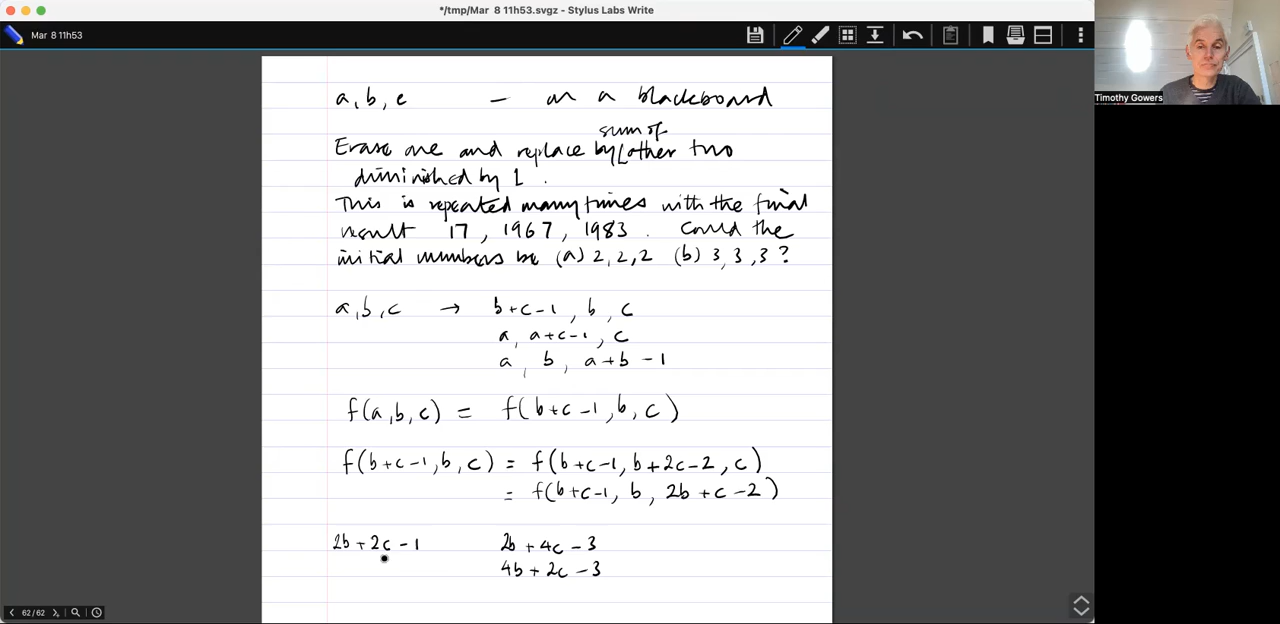 */tmp/Mar 8 11h53.svgz - Stylus Labs Write
Mar 8 11h53
Timothy Gowers
a, b, c — on a blackboard
sum of
Erase one and replace by other two
diminished by 1.
This is repeated many times with the final
result 17, 1967, 1983. Could the
initial numbers be (a) 2,2,2 (b) 3,3,3?
a, b, c → b+c-1, b, c
a, a+c-1, c
a, b, a+b-1
f(a,b,c) = f(b+c-1, b, c)
f(b+c-1, b, c) = f(b+c-1, b+2c-2, c)
= f(b+c-1, b, 2b+c-2)
2b+2c-1 2b+4c-3
4b+2c-3
62/62